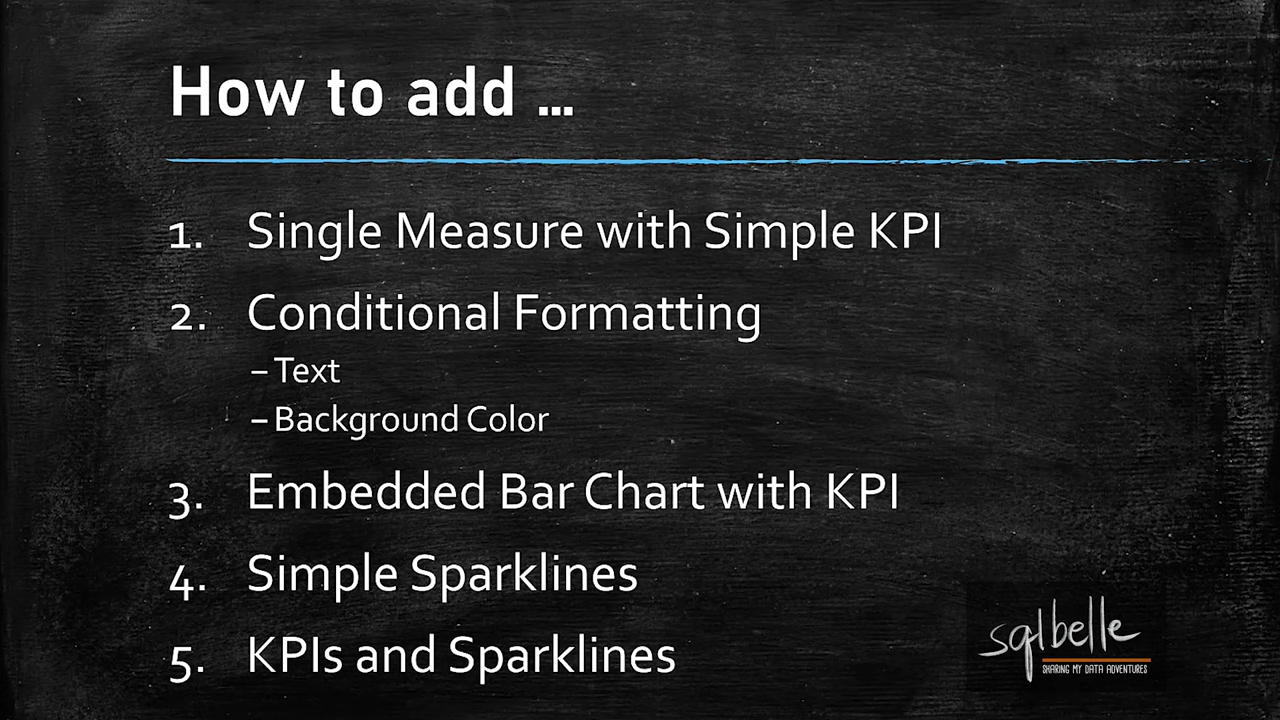 How to add ...
1. Single Measure with Simple KPI
2. Conditional Formatting
– Text
– Background Color
3. Embedded Bar Chart with KPI
4. Simple Sparklines
5. KPIs and Sparklines
sqlbelle
SHARING MY DATA ADVENTURES